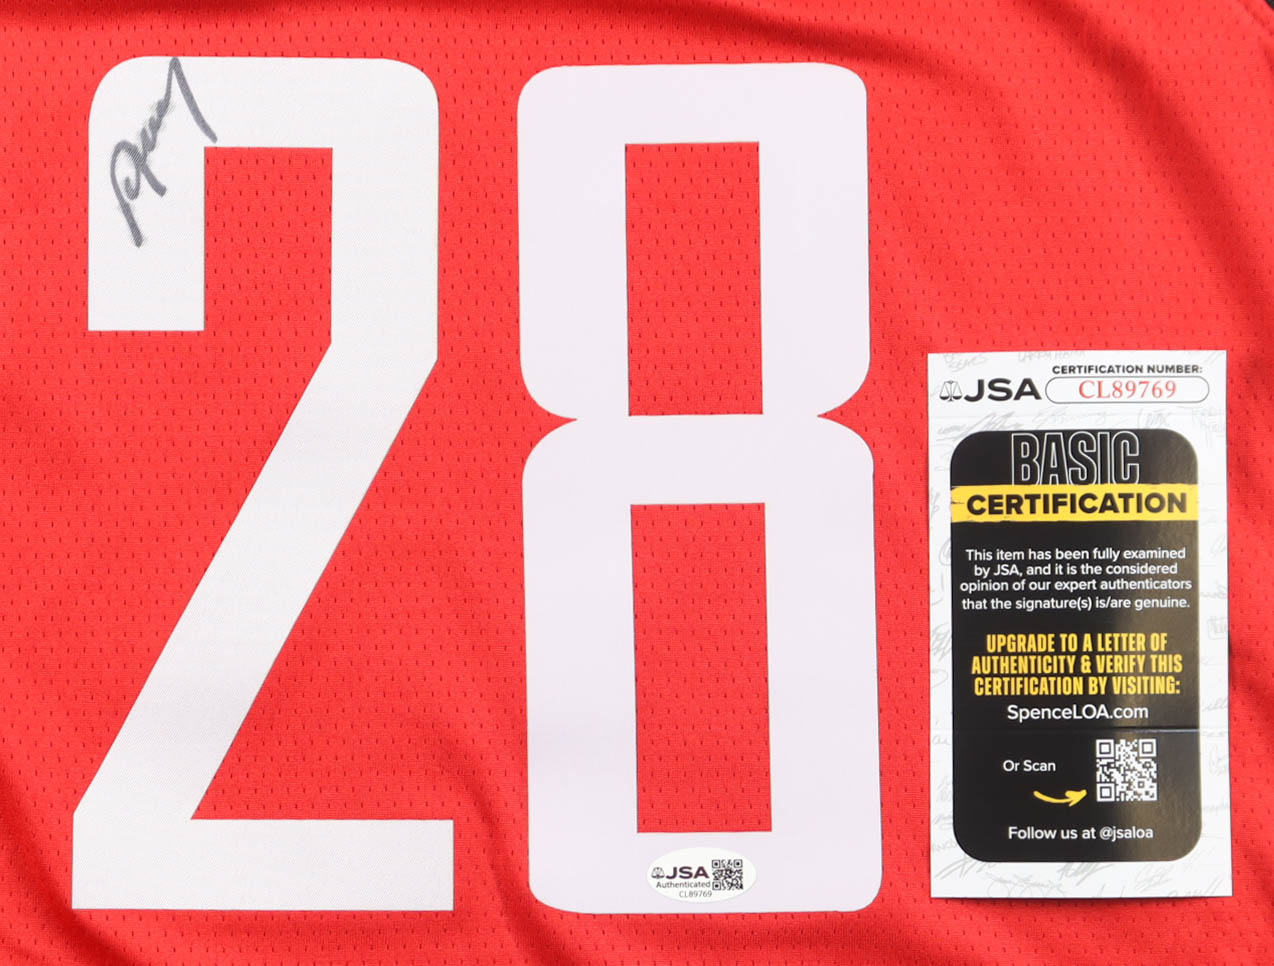 28
JSA
CERTIFICATION NUMBER:
CL89769
BASIC
CERTIFICATION
This item has been fully examined
by JSA, and it is the considered
opinion of our expert authenticators
that the signature(s) is/are genuine.
UPGRADE TO A LETTER OF
AUTHENTICITY & VERIFY THIS
CERTIFICATION BY VISITING:
SpenceLOA.com
Or Scan
Follow us at @jsaloa
JSA
Authenticated
CL89769